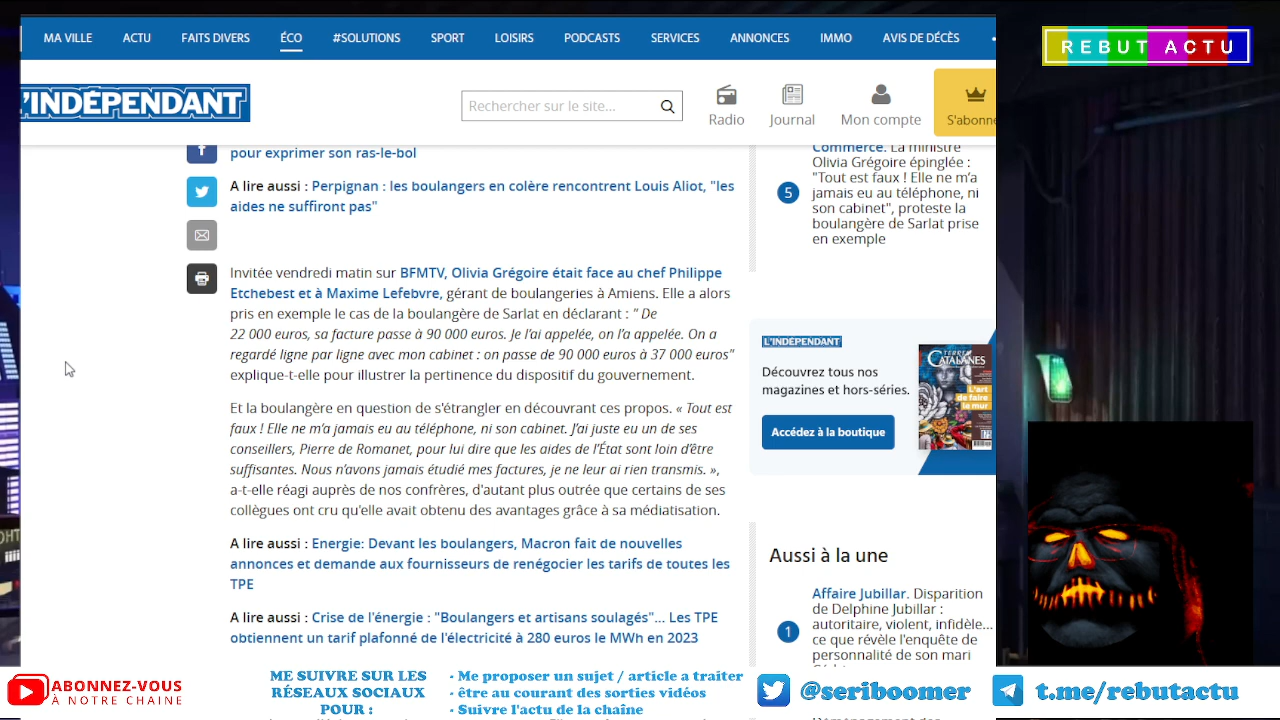 MA VILLE ACTU FAITS DIVERS ÉCO #SOLUTIONS SPORT LOISIRS PODCASTS SERVICES ANNONCES IMMO AVIS DE DÉCÈS
REBUT ACTU
L'INDÉPENDANT
Rechercher sur le site...
Radio
Journal
Mon compte
S'abonne
pour exprimer son ras-le-bol
A lire aussi : Perpignan : les boulangers en colère rencontrent Louis Aliot, "les
aides ne suffiront pas"
Invitée vendredi matin sur BFMTV, Olivia Grégoire était face au chef Philippe
Etchebest et à Maxime Lefebvre, gérant de boulangeries à Amiens. Elle a alors
pris en exemple le cas de la boulangère de Sarlat en déclarant : " De
22 000 euros, sa facture passe à 90 000 euros. Je l’ai appelée, on l’a appelée. On a
regardé ligne par ligne avec mon cabinet : on passe de 90 000 euros à 37 000 euros"
explique-t-elle pour illustrer la pertinence du dispositif du gouvernement.
Et la boulangère en question de s'étrangler en découvrant ces propos. « Tout est
faux ! Elle ne m’a jamais eu au téléphone, ni son cabinet. J’ai juste eu un de ses
conseillers, Pierre de Romanet, pour lui dire que les aides de l’État sont loin d’être
suffisantes. Nous n’avons jamais étudié mes factures, je ne leur ai rien transmis. »,
a-t-elle réagi auprès de nos confrères, d'autant plus outrée que certains de ses
collègues ont cru qu'elle avait obtenu des avantages grâce à sa médiatisation.
A lire aussi : Energie: Devant les boulangers, Macron fait de nouvelles
annonces et demande aux fournisseurs de renégocier les tarifs de toutes les
TPE
A lire aussi : Crise de l'énergie : "Boulangers et artisans soulagés"... Les TPE
obtiennent un tarif plafonné de l'électricité à 280 euros le MWh en 2023
Commerce. La ministre
Olivia Grégoire épinglée :
"Tout est faux ! Elle ne m’a
5
jamais eu au téléphone, ni
son cabinet", proteste la
boulangère de Sarlat prise
en exemple
L'INDÉPENDANT
Découvrez tous nos
magazines et hors-séries.
Accédez à la boutique
TERRES
CATALANES
L'art
de faire
le mur
Aussi à la une
Affaire Jubillar. Disparition
de Delphine Jubillar :
autoritaire, violent, infidèle...
1
ce que révèle l'enquête de
personnalité de son mari
ABONNEZ-VOUS
À NOTRE CHAINE
ME SUIVRE SUR LES
RÉSEAUX SOCIAUX
POUR :
- Me proposer un sujet / article a traiter
- être au courant des sorties vidéos
- Suivre l'actu de la chaîne
@seriboomer
t.me/rebutactu